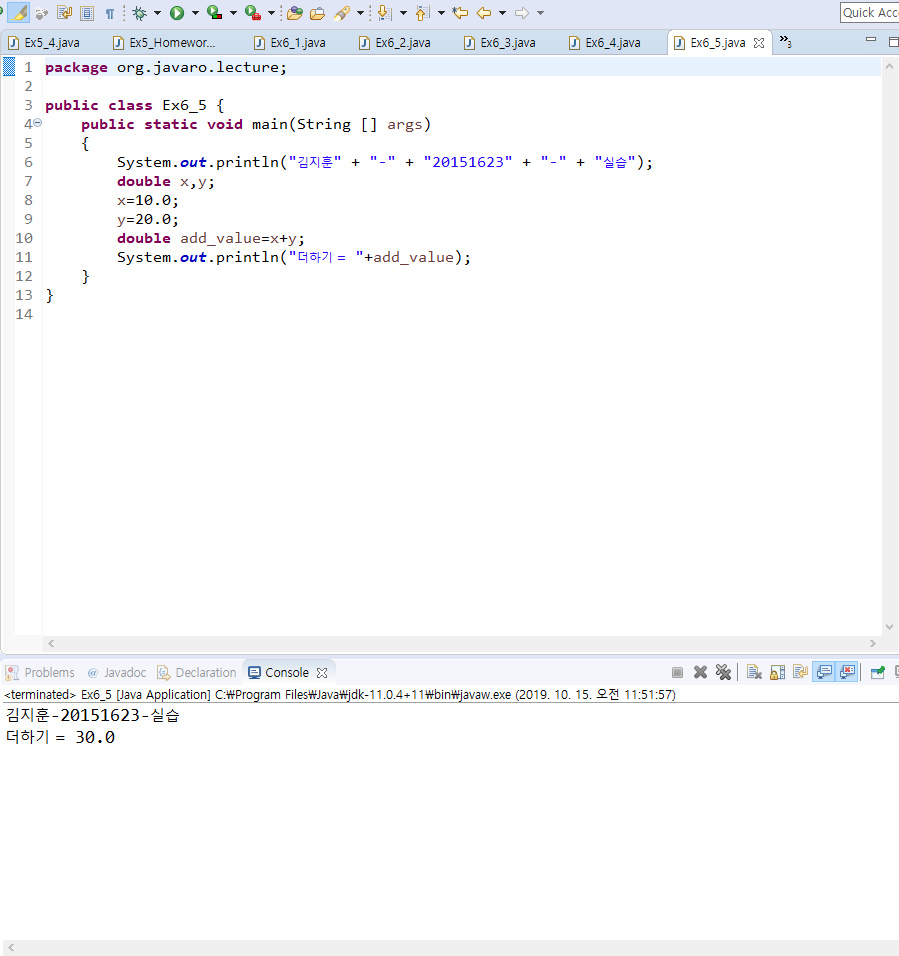 Quick Acc
Ex5_4.java Ex5_Homewor... Ex6_1.java Ex6_2.java Ex6_3.java Ex6_4.java Ex6_5.java »3
1 package org.javaro.lecture;
2
3 public class Ex6_5 {
4 public static void main(String [] args)
5 {
6 System.out.println("김지훈" + "-" + "20151623" + "-" + "실습");
7 double x,y;
8 x=10.0;
9 y=20.0;
10 double add_value=x+y;
11 System.out.println("더하기 = "+add_value);
12 }
13 }
14
Problems @ Javadoc Declaration Console
<terminated> Ex6_5 [Java Application] C:₩Program Files₩Java₩jdk-11.0.4+11₩bin₩javaw.exe (2019. 10. 15. 오전 11:51:57)
김지훈-20151623-실습
더하기 = 30.0